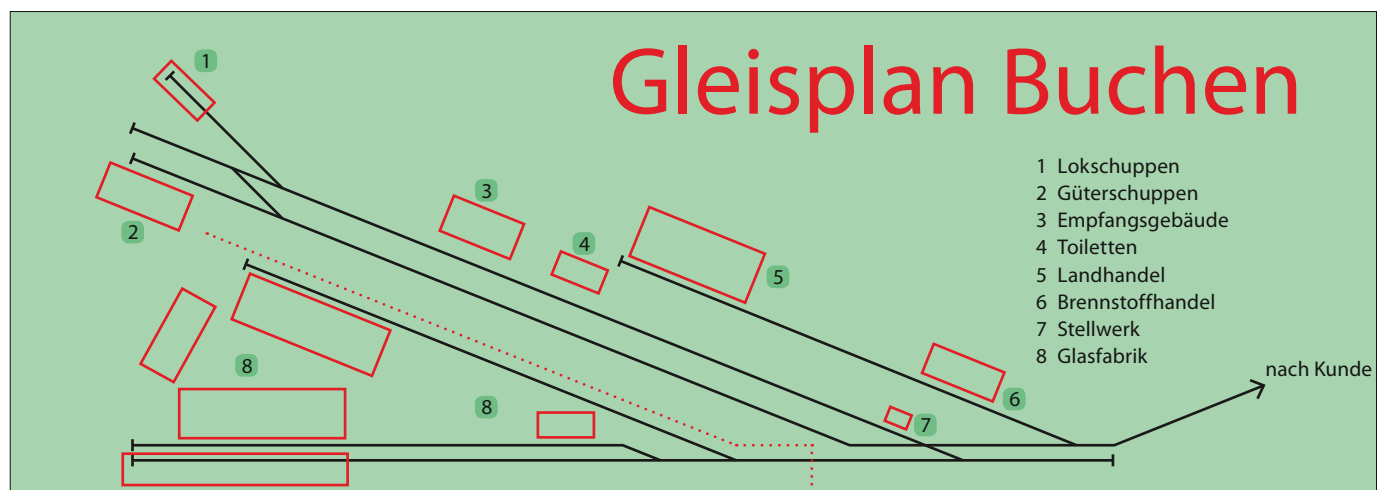 Gleisplan Buchen
1
2
3
4
5
6
7
8
8
1 Lokschuppen
2 Güterschuppen
3 Empfangsgebäude
4 Toiletten
5 Landhandel
6 Brennstoffhandel
7 Stellwerk
8 Glasfabrik
nach Kunde